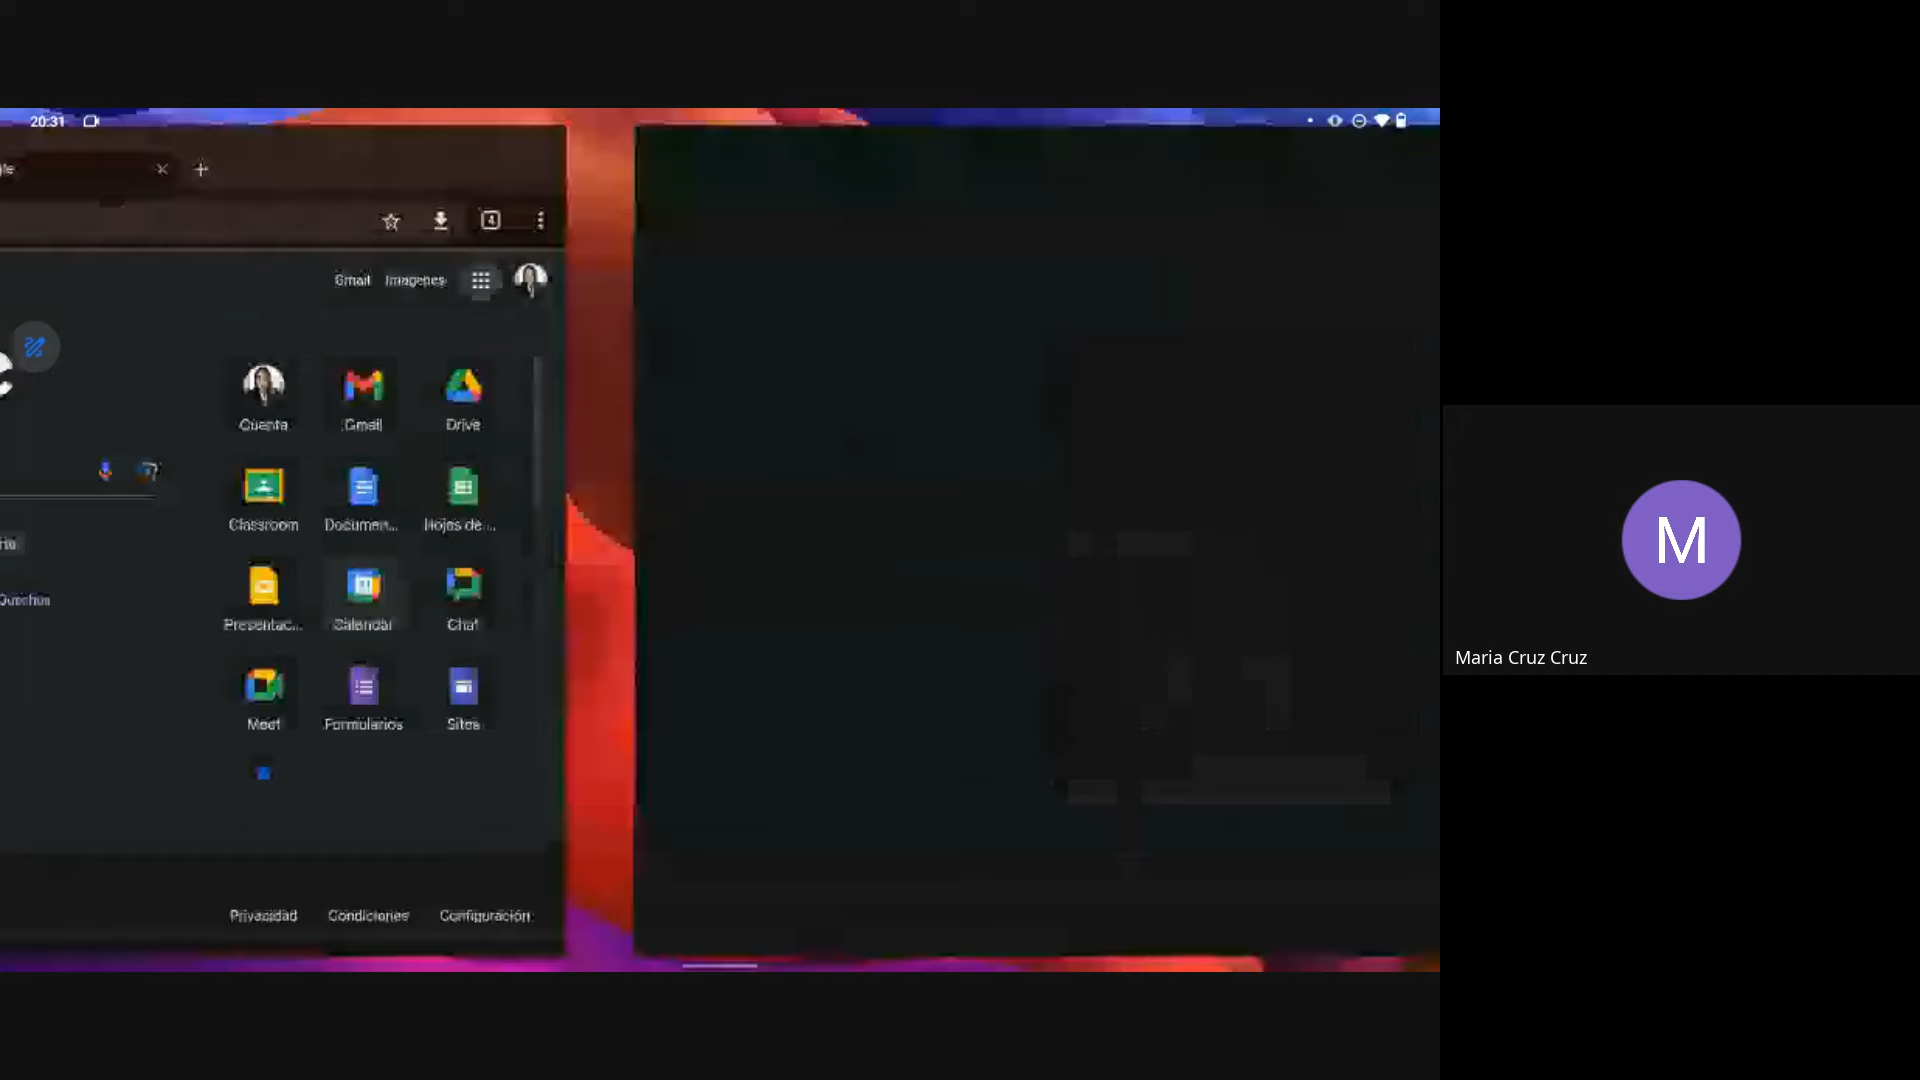 20:31
4
Gmail Imágenes
Cuenta Gmail Drive
Classroom Documen... Hojas de ...
Presentac... Calendar Chat
Meet Formularios Sites
Privacidad Condiciones Configuración
M
Maria Cruz Cruz